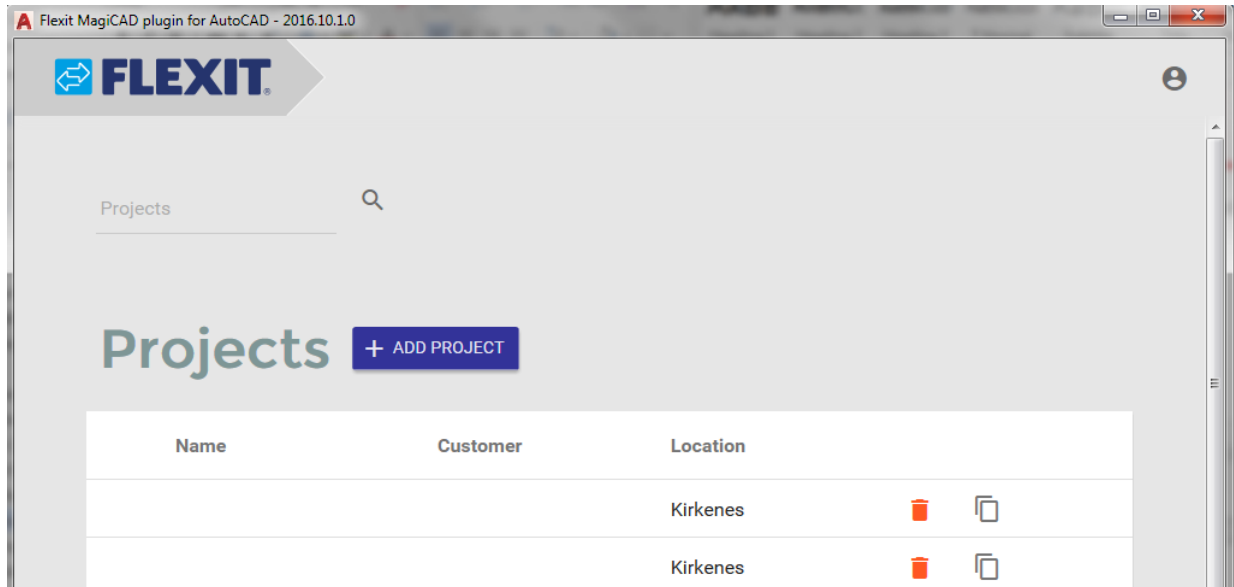 Flexit MagiCAD plugin for AutoCAD - 2016.10.1.0
FLEXIT®
Projects
Projects
+ ADD PROJECT
Name Customer Location
Kirkenes
Kirkenes